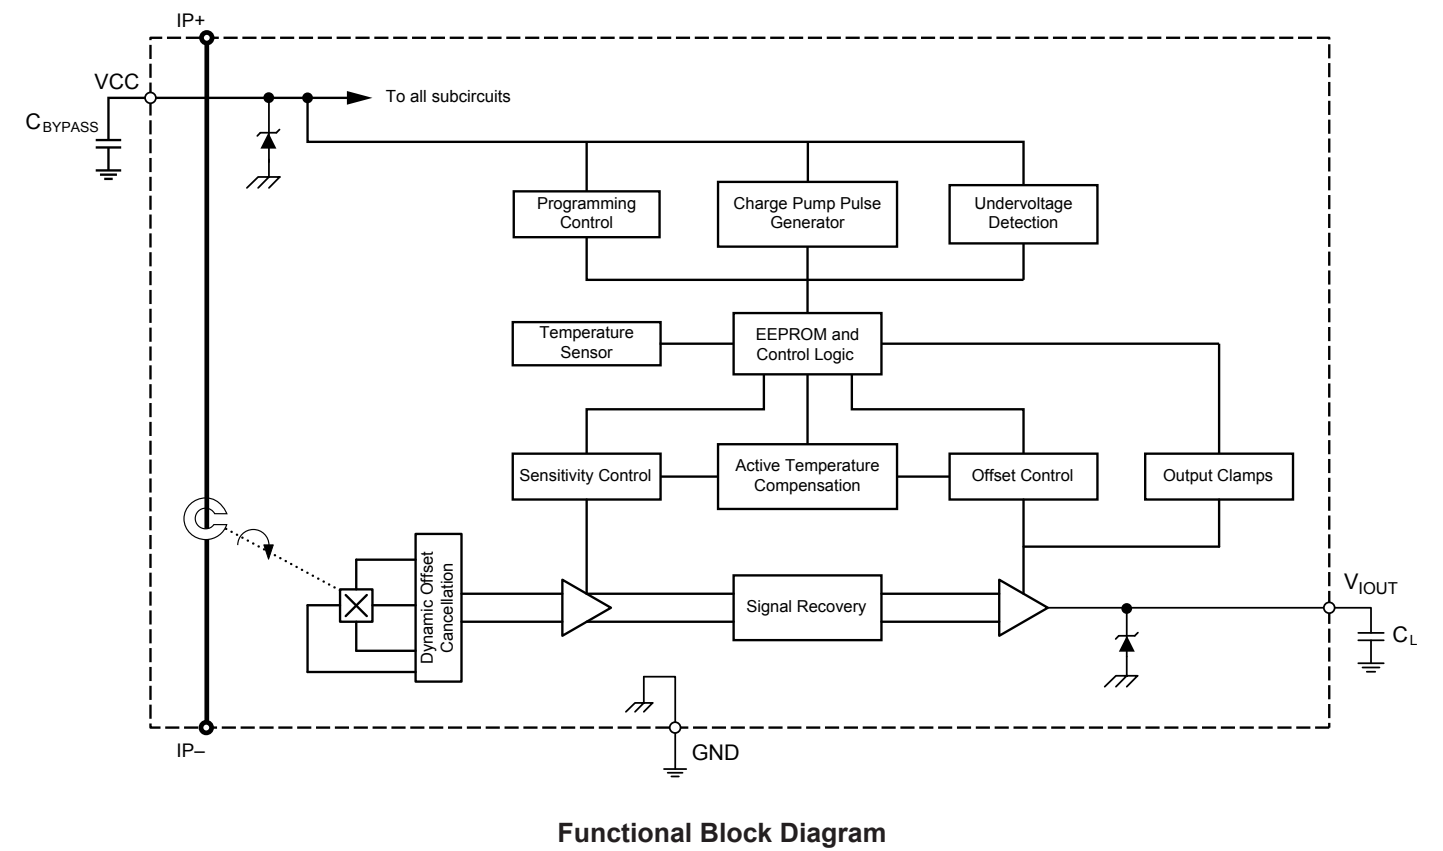 IP+
VCC
To all subcircuits
CBYPASS
Programming
Control
Charge Pump Pulse
Generator
Undervoltage
Detection
Temperature
Sensor
EEPROM and
Control Logic
Sensitivity Control
Active Temperature
Compensation
Offset Control
Output Clamps
Dynamic Offset
Cancellation
Signal Recovery
VIOUT
CL
IP–
GND
Functional Block Diagram